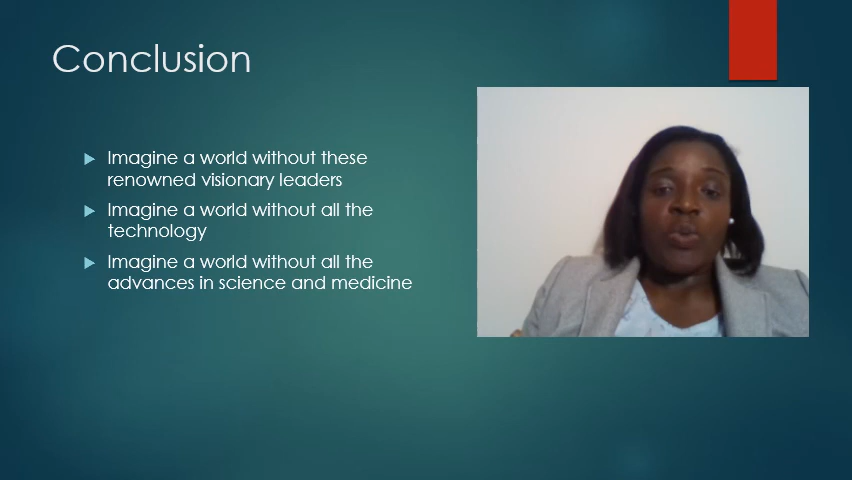 Conclusion
Imagine a world without these
renowned visionary leaders
Imagine a world without all the
technology
Imagine a world without all the
advances in science and medicine